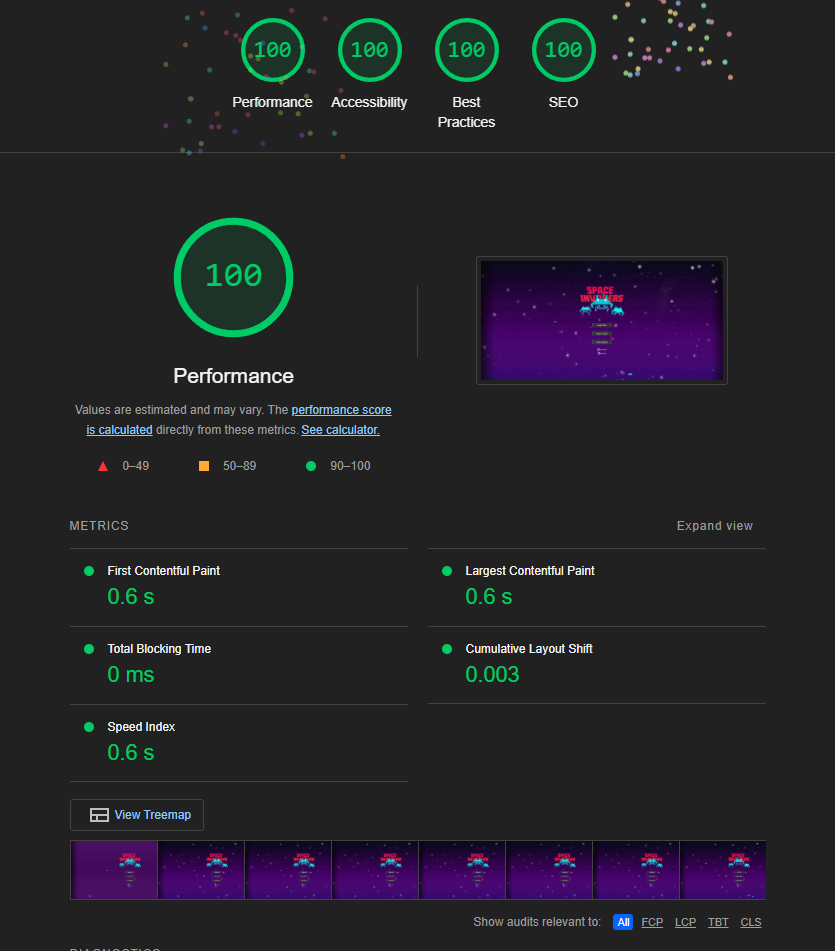 100 100 100 100
Performance Accessibility Best Practices SEO
100
SPACE
INVADERS
Performance
Values are estimated and may vary. The performance score
is calculated directly from these metrics. See calculator.
0–49 50–89 90–100
METRICS Expand view
First Contentful Paint
0.6 s
Largest Contentful Paint
0.6 s
Total Blocking Time
0 ms
Cumulative Layout Shift
0.003
Speed Index
0.6 s
View Treemap
Show audits relevant to: All FCP LCP TBT CLS